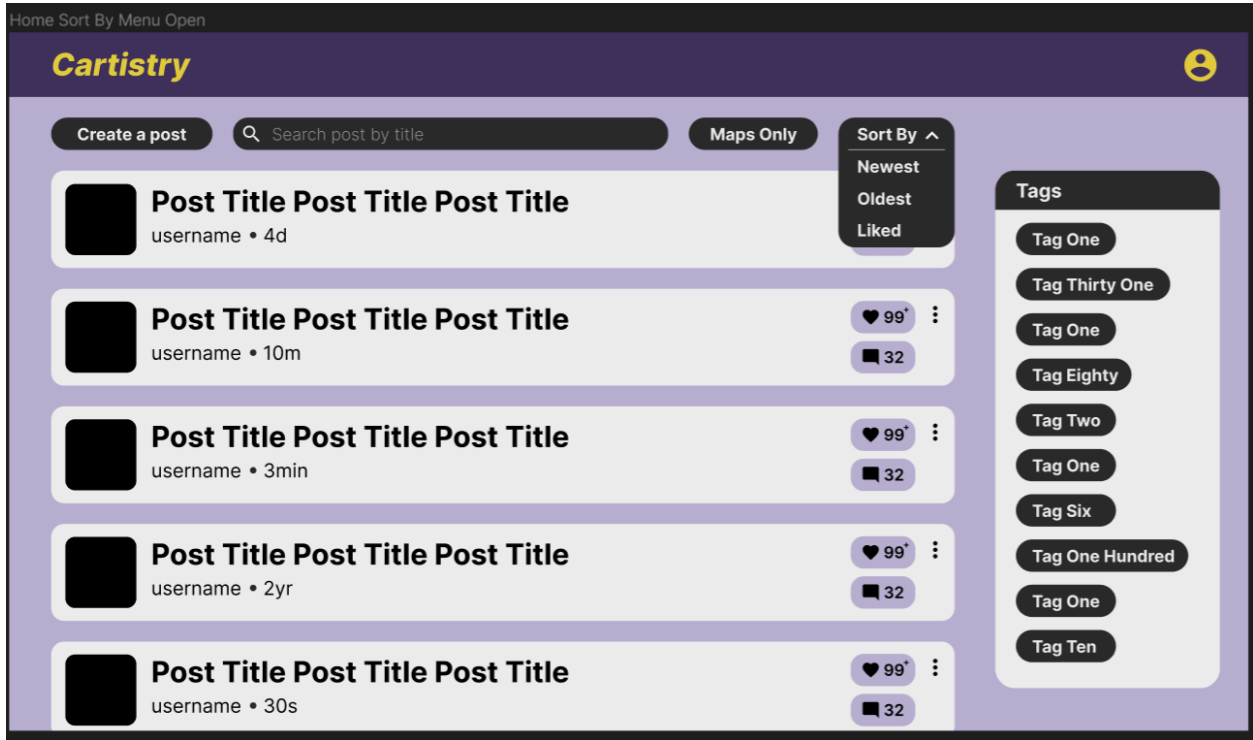 Home Sort By Menu Open
Cartistry
Create a post
Search post by title
Maps Only
Sort By
Newest
Oldest
Liked
Post Title Post Title Post Title
username • 4d
Post Title Post Title Post Title
username • 10m
99+
32
Post Title Post Title Post Title
username • 3min
99+
32
Post Title Post Title Post Title
username • 2yr
99+
32
Post Title Post Title Post Title
username • 30s
99+
32
Tags
Tag One
Tag Thirty One
Tag One
Tag Eighty
Tag Two
Tag One
Tag Six
Tag One Hundred
Tag One
Tag Ten